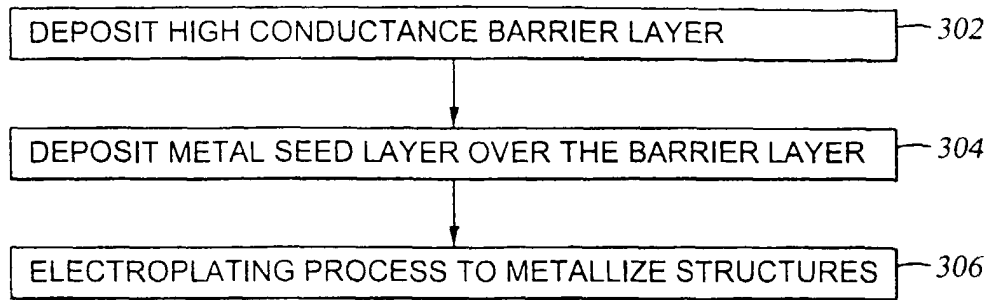 DEPOSIT HIGH CONDUCTANCE BARRIER LAYER 302
DEPOSIT METAL SEED LAYER OVER THE BARRIER LAYER 304
ELECTROPLATING PROCESS TO METALLIZE STRUCTURES 306